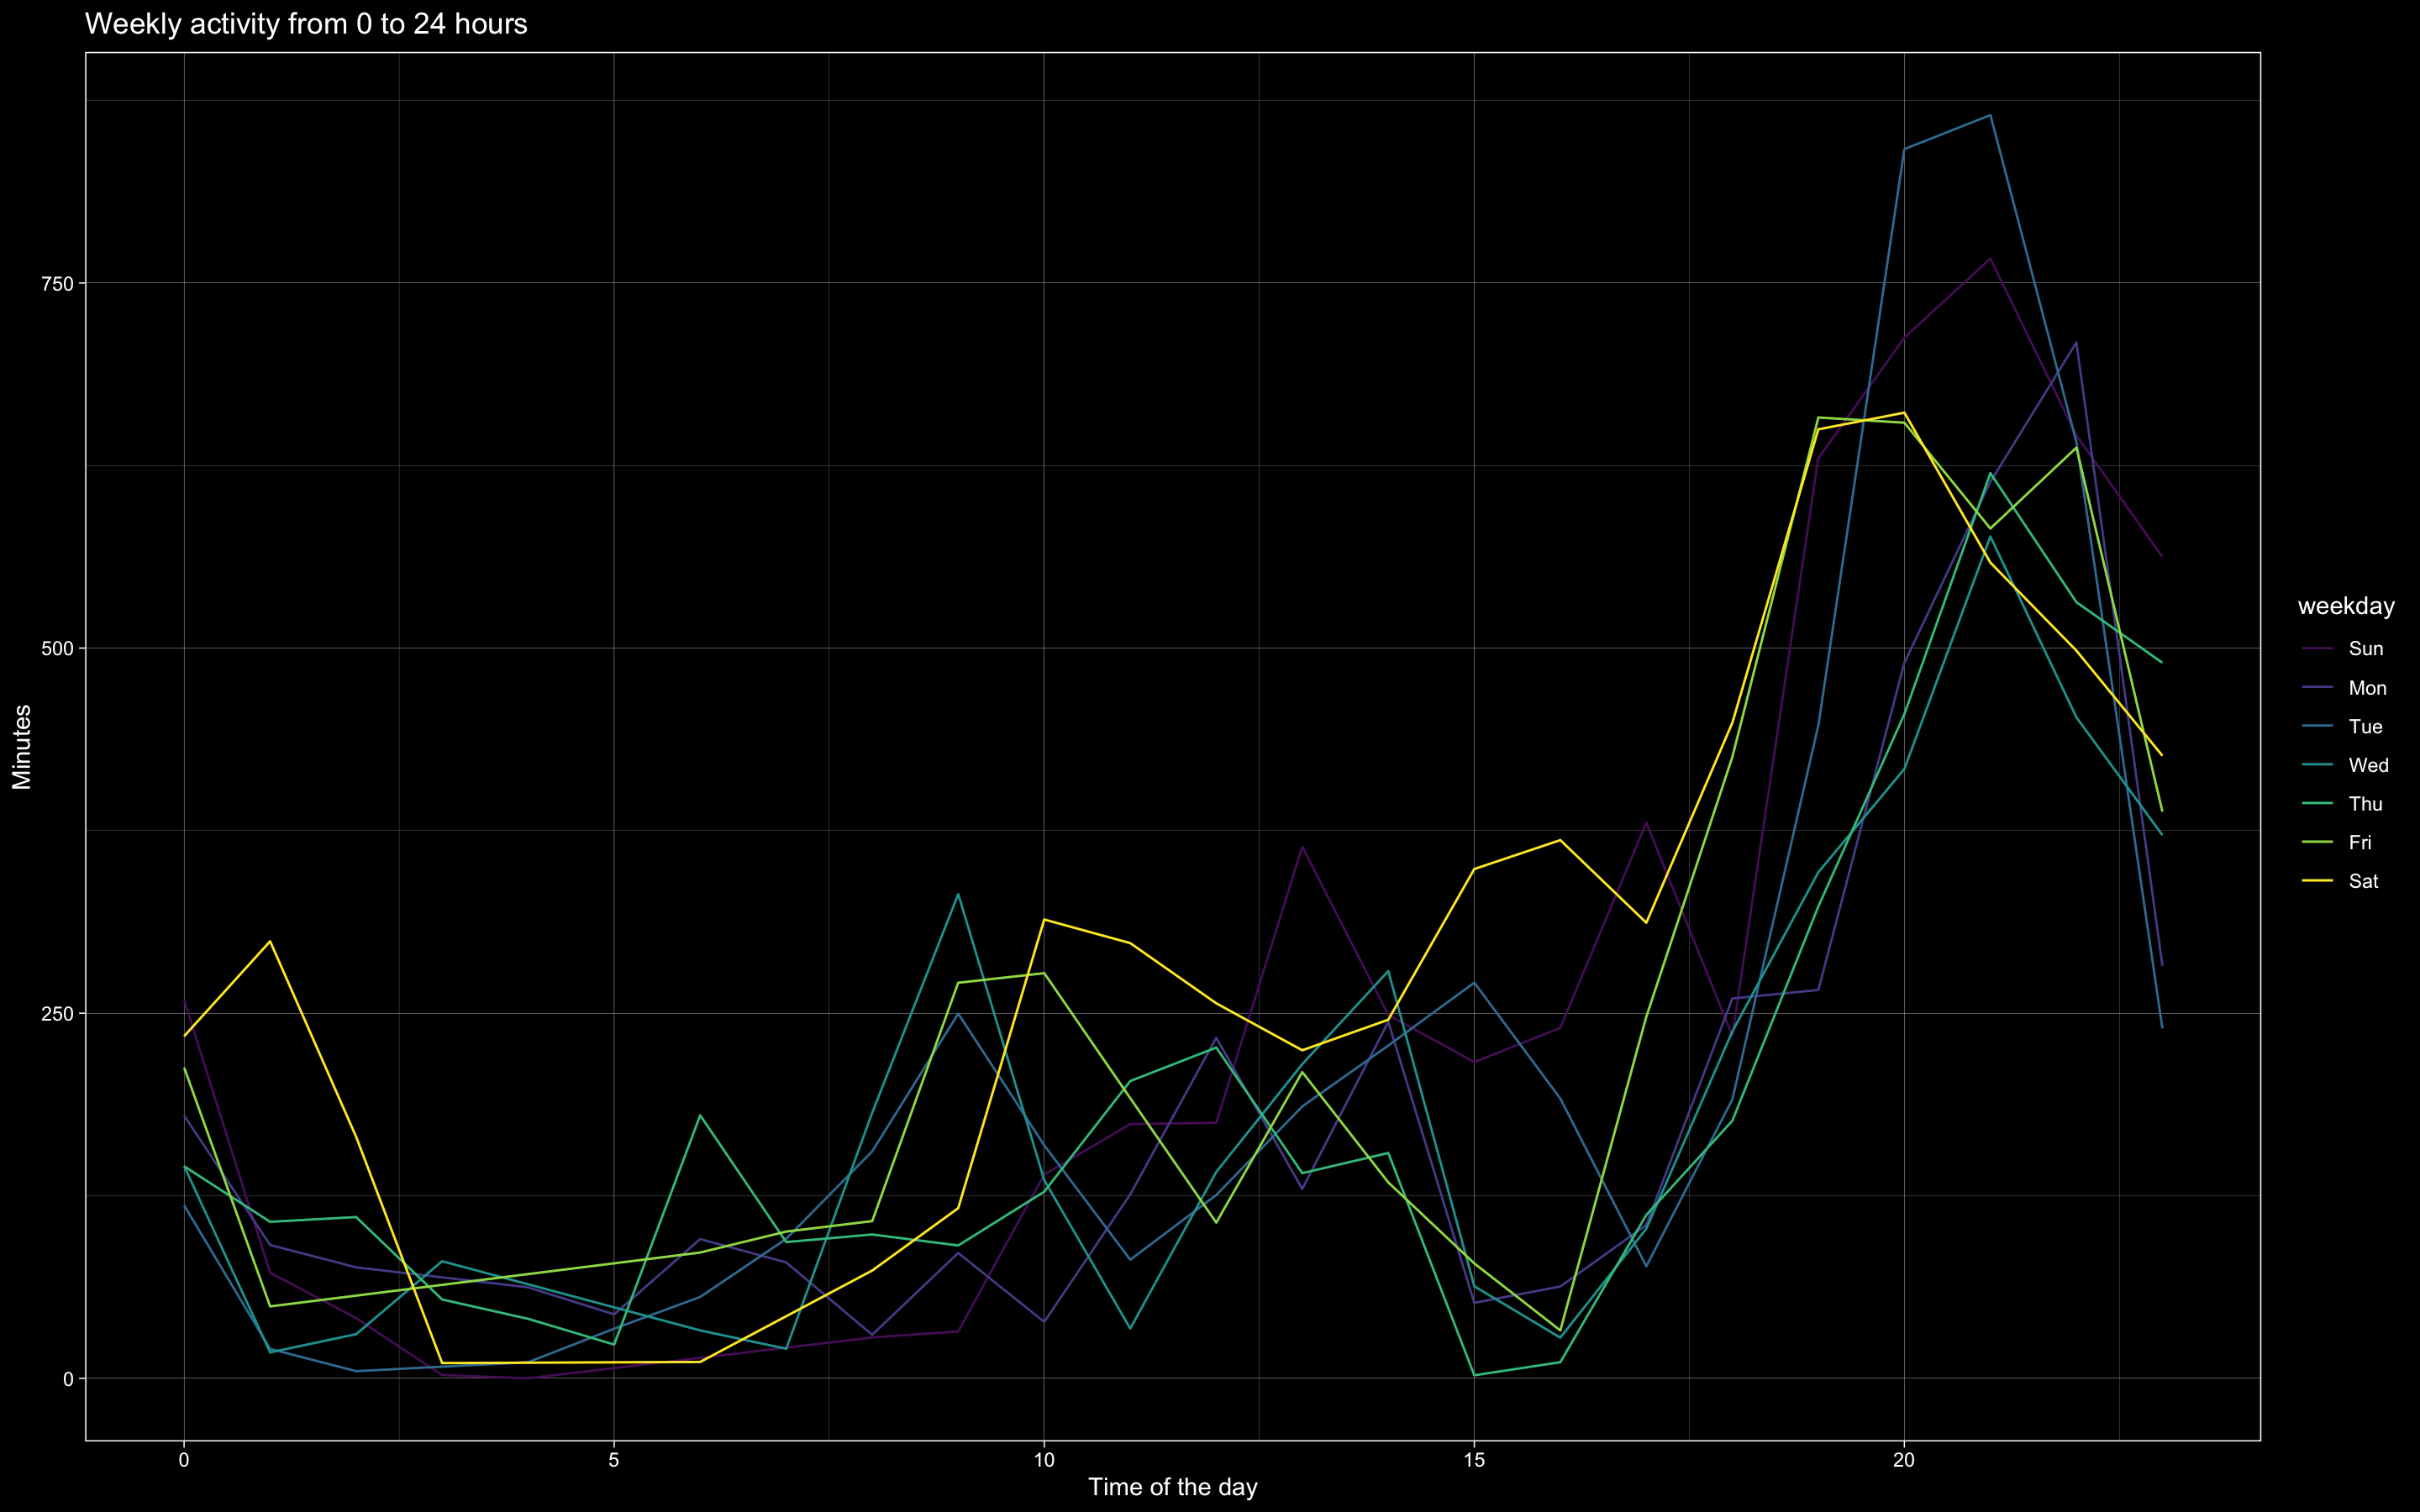 Weekly activity from 0 to 24 hours
Minutes
750
500
250
0
0 5 10 15 20
Time of the day
weekday
Sun
Mon
Tue
Wed
Thu
Fri
Sat